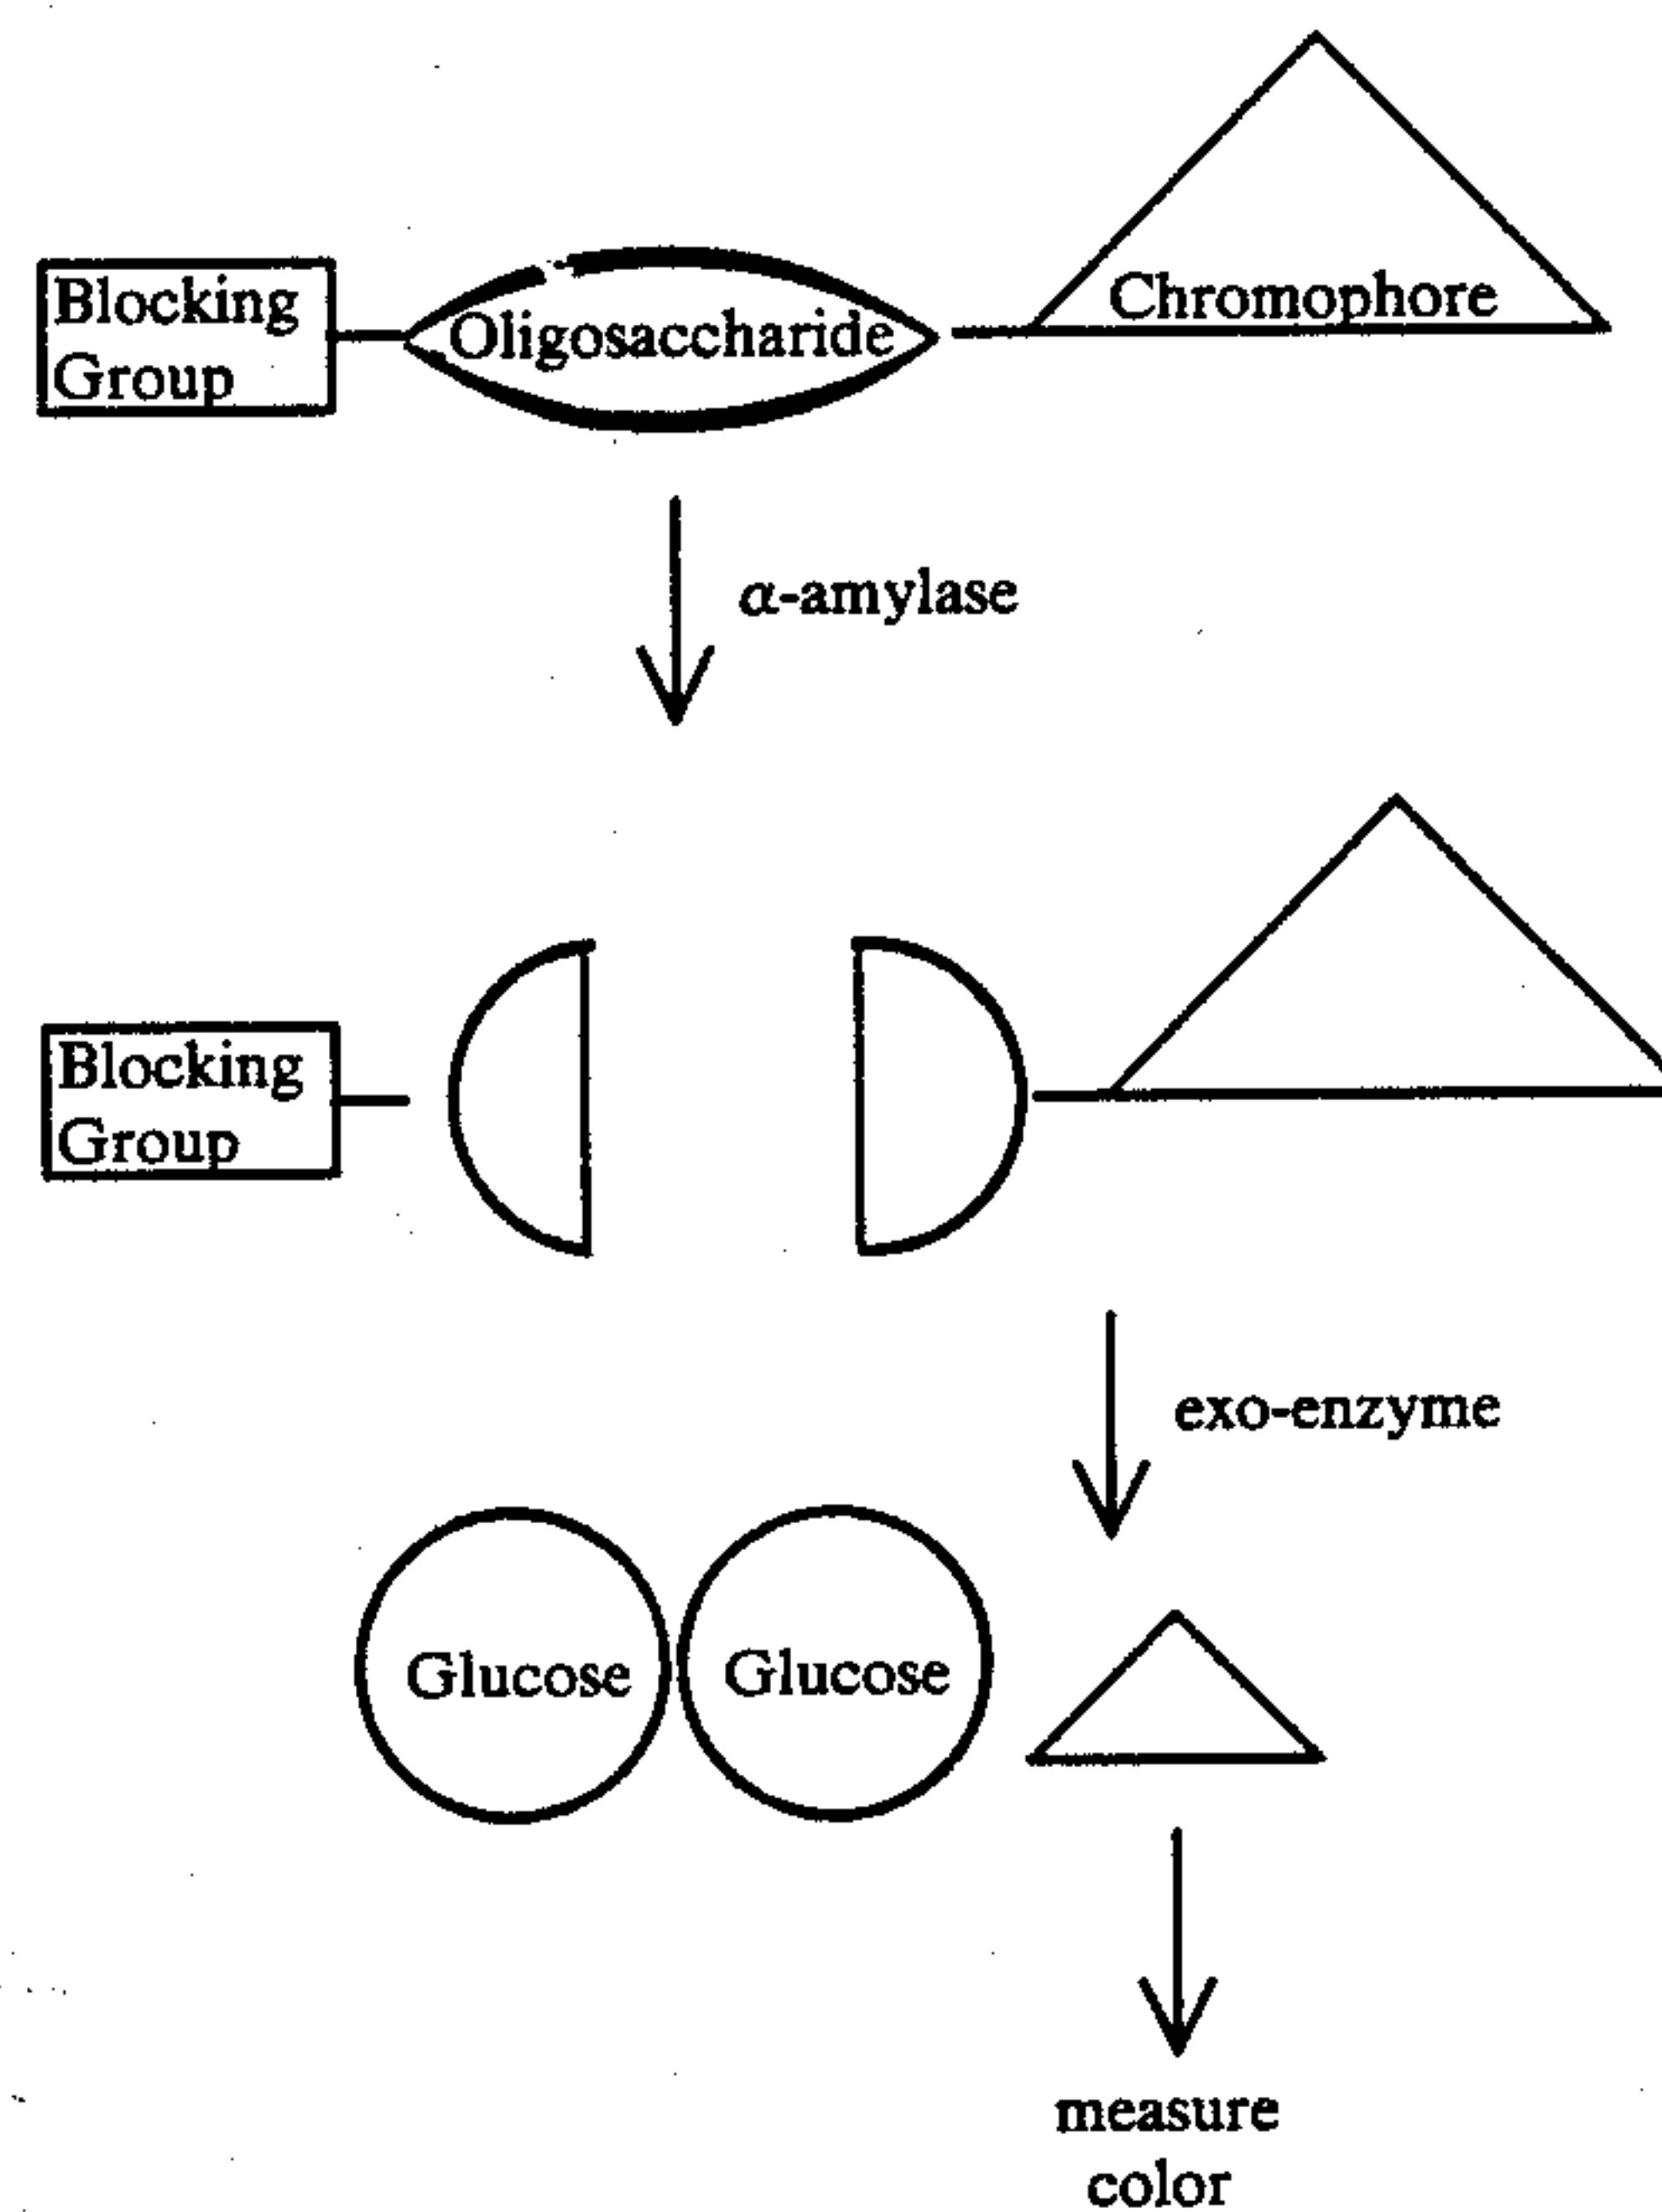 Blocking
Group
Oligosaccharide
Chromophore
α-amylase
Blocking
Group
exo-enzyme
Glucose
Glucose
measure
color